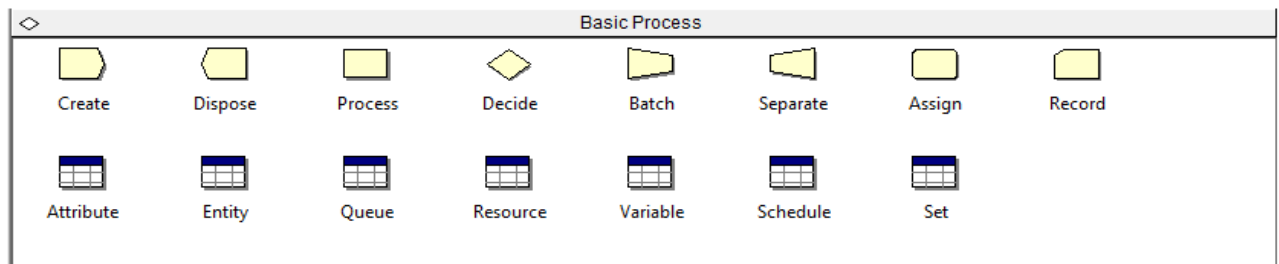 Basic Process
Create Dispose Process Decide Batch Separate Assign Record
Attribute Entity Queue Resource Variable Schedule Set